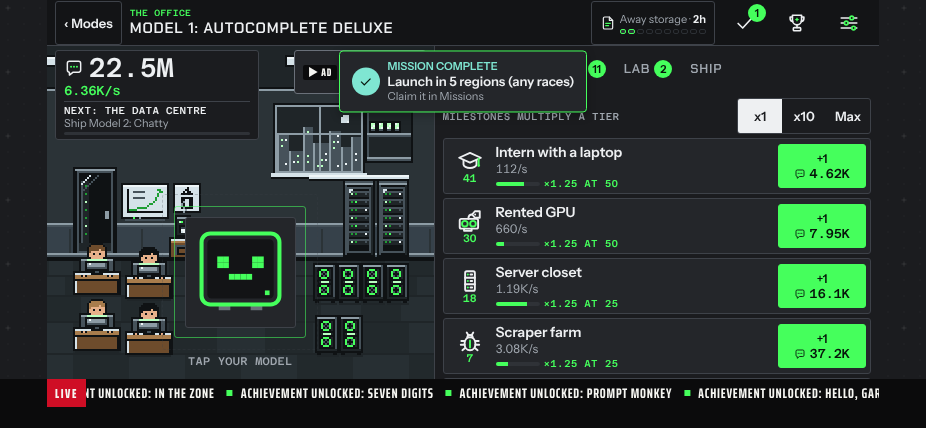 ‹ Modes
THE OFFICE
MODEL 1: AUTOCOMPLETE DELUXE
Away storage · 2h
1
22.5M
6.36K/s
NEXT: THE DATA CENTRE
Ship Model 2: Chatty
AD
MISSION COMPLETE
Launch in 5 regions (any races)
Claim it in Missions
11
LAB 2
SHIP
MILESTONES MULTIPLY A TIER
x1
x10
Max
Intern with a laptop
112/s
41
×1.25 AT 50
+1
4.62K
Rented GPU
660/s
30
×1.25 AT 50
+1
7.95K
Server closet
1.19K/s
18
×1.25 AT 25
+1
16.1K
Scraper farm
3.08K/s
7
×1.25 AT 25
+1
37.2K
TAP YOUR MODEL
LIVE
NT UNLOCKED: IN THE ZONE ■ ACHIEVEMENT UNLOCKED: SEVEN DIGITS ■ ACHIEVEMENT UNLOCKED: PROMPT MONKEY ■ ACHIEVEMENT UNLOCKED: HELLO,